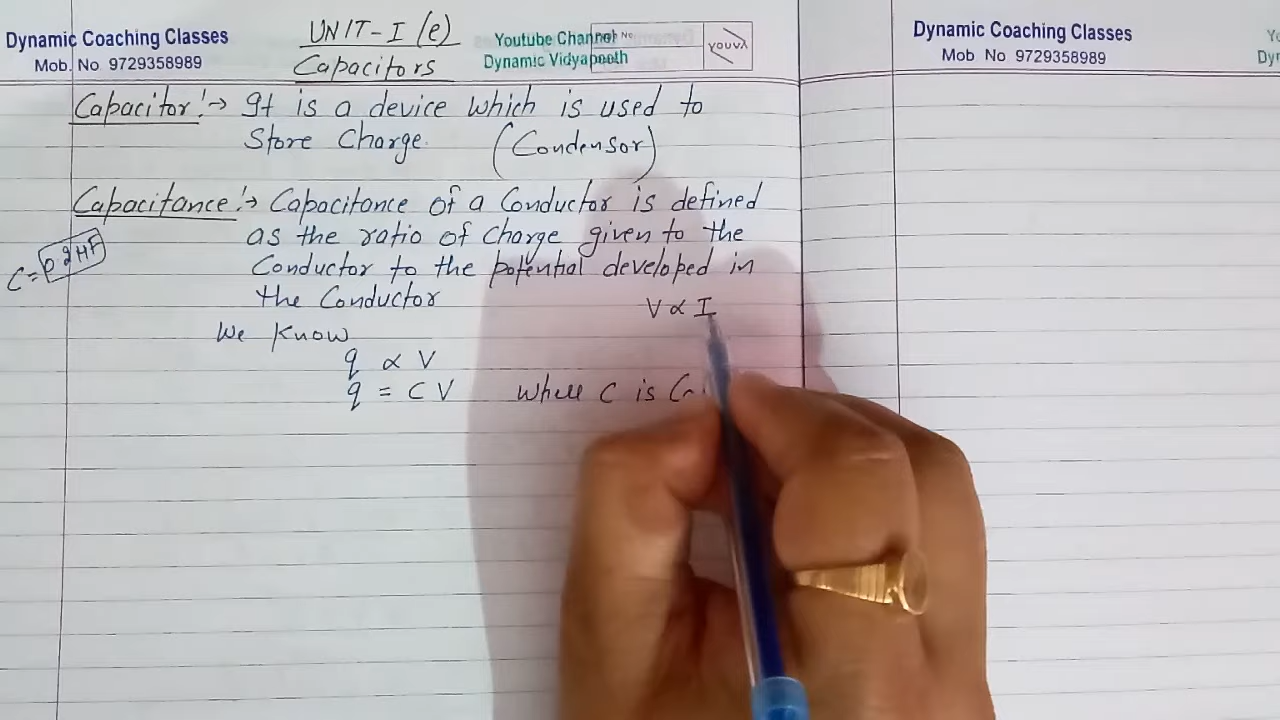 Dynamic Coaching Classes
Mob. No 9729358989
UNIT-I (e)
Capacitors
Youtube Channel
Dynamic Vidyapeeth
No
YOUVA
Dynamic Coaching Classes
Mob No 9729358989
Capacitor :→ It is a device which is used to
Store Charge. (Condensor)
Capacitance :→ Capacitance of a Conductor is defined
as the ratio of charge given to the
Conductor to the potential developed in
the Conductor
C =
V ∝ I
We Know
q ∝ V
q = C V where C is